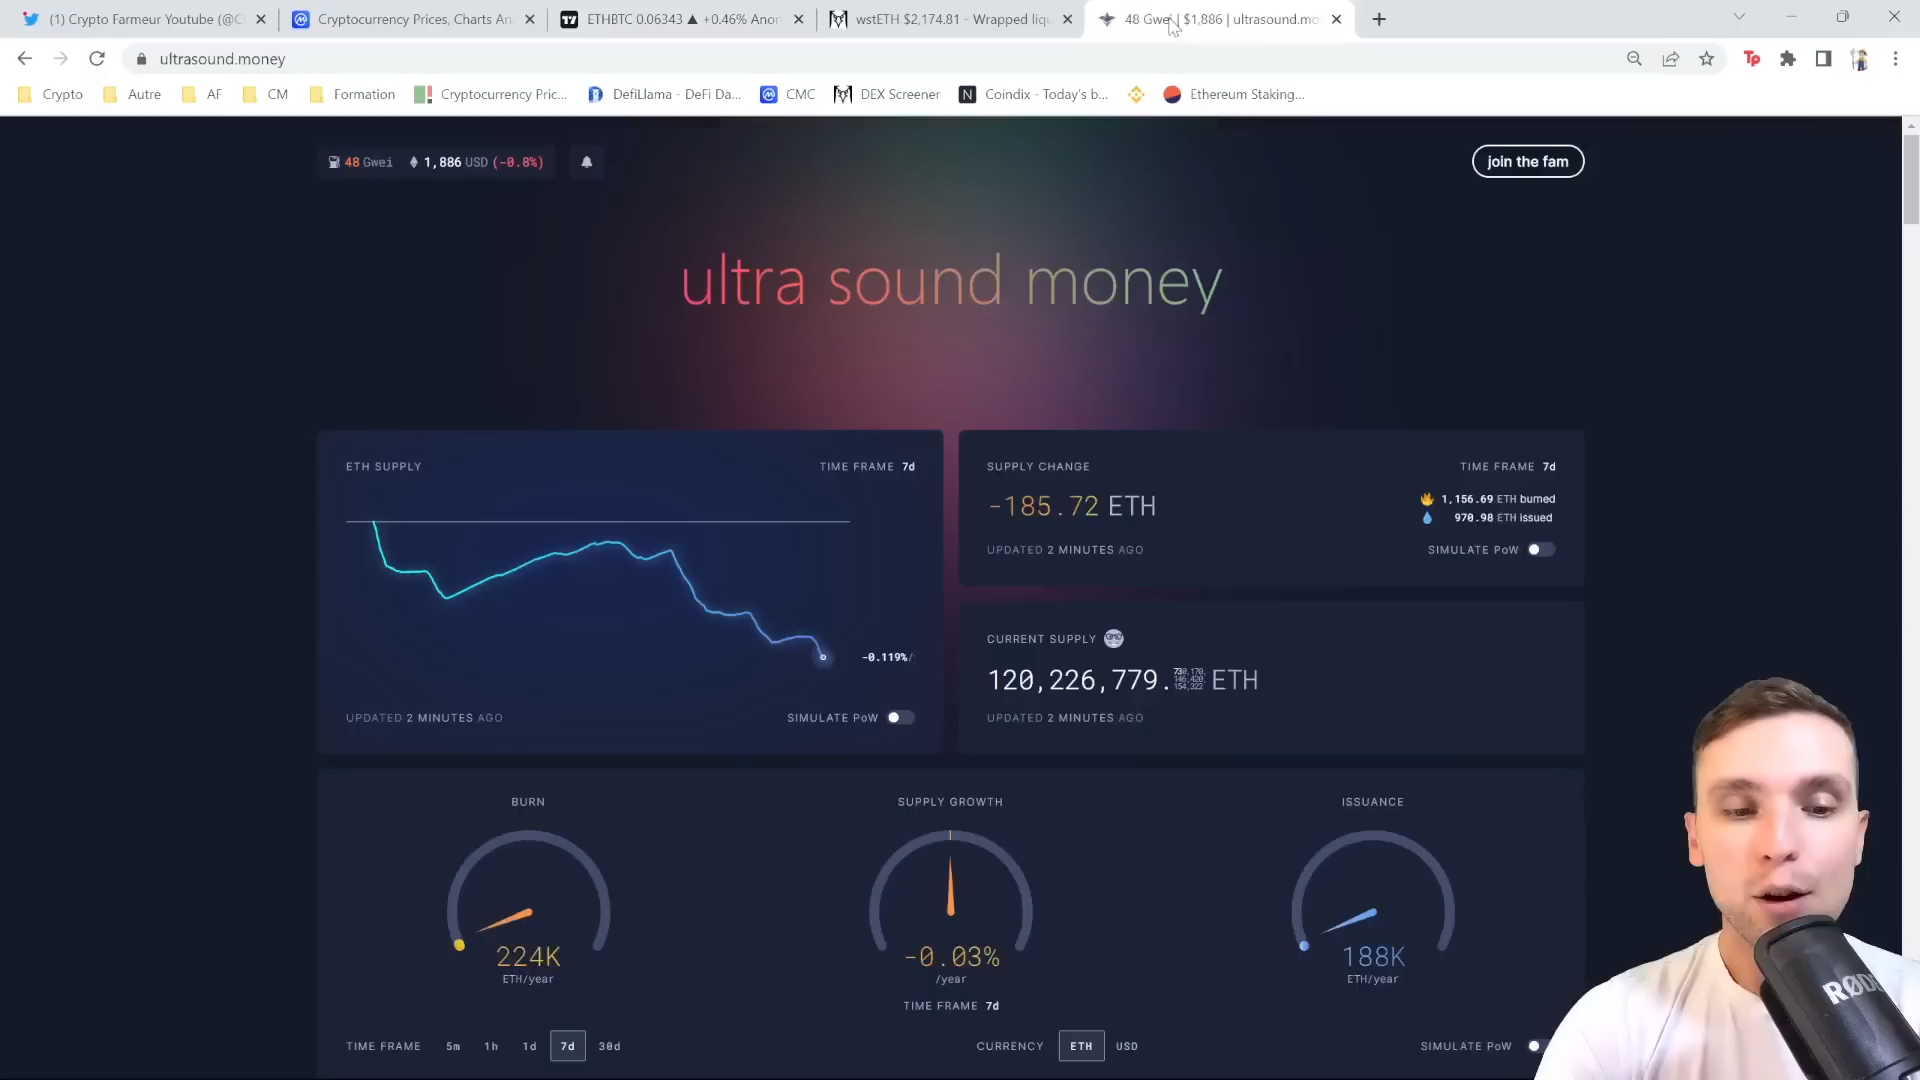 (1) Crypto Farmeur Youtube (@C
Cryptocurrency Prices, Charts An
ETHBTC 0.06343 ▲ +0.46% Anon
wstETH $2,174.81 - Wrapped liqu
48 Gwei | $1,886 | ultrasound.mo
ultrasound.money
Crypto
Autre
AF
CM
Formation
Cryptocurrency Pric...
DefiLlama - DeFi Da...
CMC
DEX Screener
Coindix - Today's b...
Ethereum Staking...
48 Gwei 1,886 USD (-0.8%)
join the fam
ultra sound money
ETH SUPPLY
TIME FRAME 7d
-0.119%/
UPDATED 2 MINUTES AGO
SIMULATE PoW
SUPPLY CHANGE
TIME FRAME 7d
-185.72 ETH
1,156.69 ETH burned
970.98 ETH issued
UPDATED 2 MINUTES AGO
SIMULATE PoW
CURRENT SUPPLY
120,226,779. ETH
UPDATED 2 MINUTES AGO
BURN
224K
ETH/year
SUPPLY GROWTH
-0.03%
/year
TIME FRAME 7d
ISSUANCE
188K
ETH/year
TIME FRAME 5m 1h 1d 7d 30d
CURRENCY ETH USD
SIMULATE PoW
RØDE